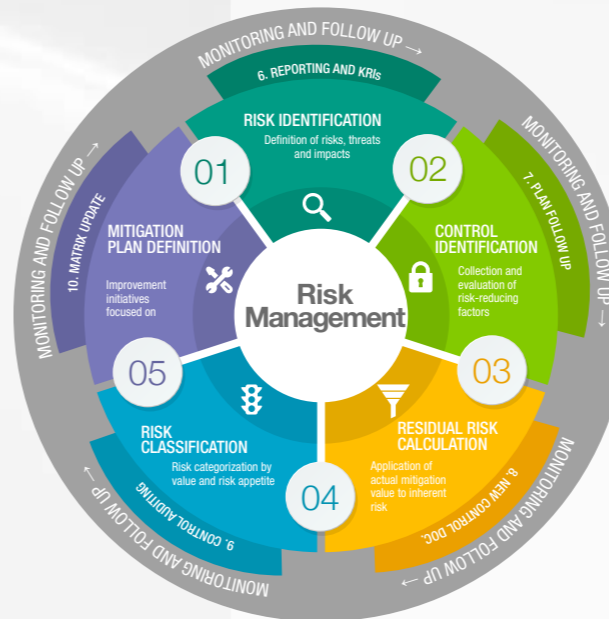 MONITORING AND FOLLOW UP →
6. REPORTING AND KRIs
RISK IDENTIFICATION
Definition of risks, threats
and impacts
01
02
MONITORING AND FOLLOW UP →
7. PLAN FOLLOW UP
CONTROL
IDENTIFICATION
Collection and
evaluation of
risk-reducing
factors
03
MONITORING AND FOLLOW UP →
8. NEW CONTROL DOC.
RESIDUAL RISK
CALCULATION
Application of
actual mitigation
value to inherent
risk
04
MONITORING AND FOLLOW UP →
9. CONTROL AUDITING
RISK
CLASSIFICATION
Risk categorization by
value and risk appetite
05
MONITORING AND FOLLOW UP →
10. MATRIX UPDATE
MITIGATION
PLAN DEFINITION
Improvement
initiatives
focused on
Risk
Management